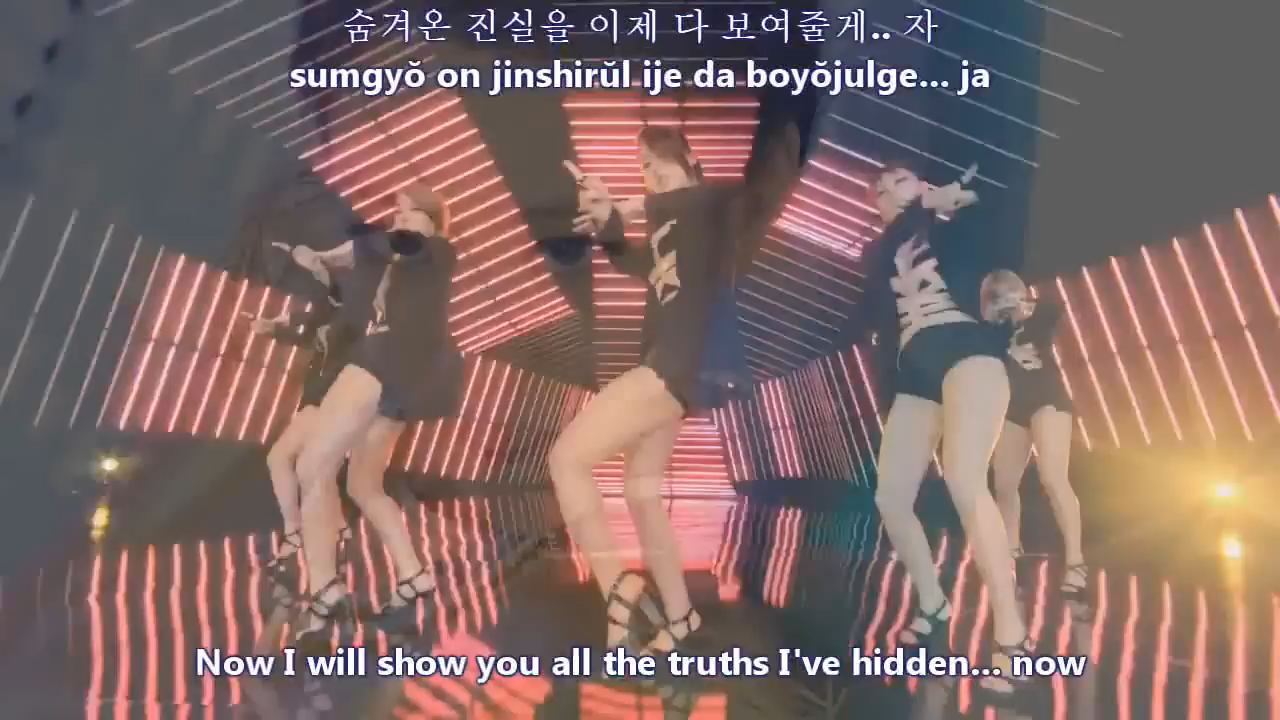 숨겨온 진실을 이제 다 보여줄게.. 자
sumgyŏ on jinshirŭl ije da boyŏjulge... ja
Now I will show you all the truths I've hidden... now